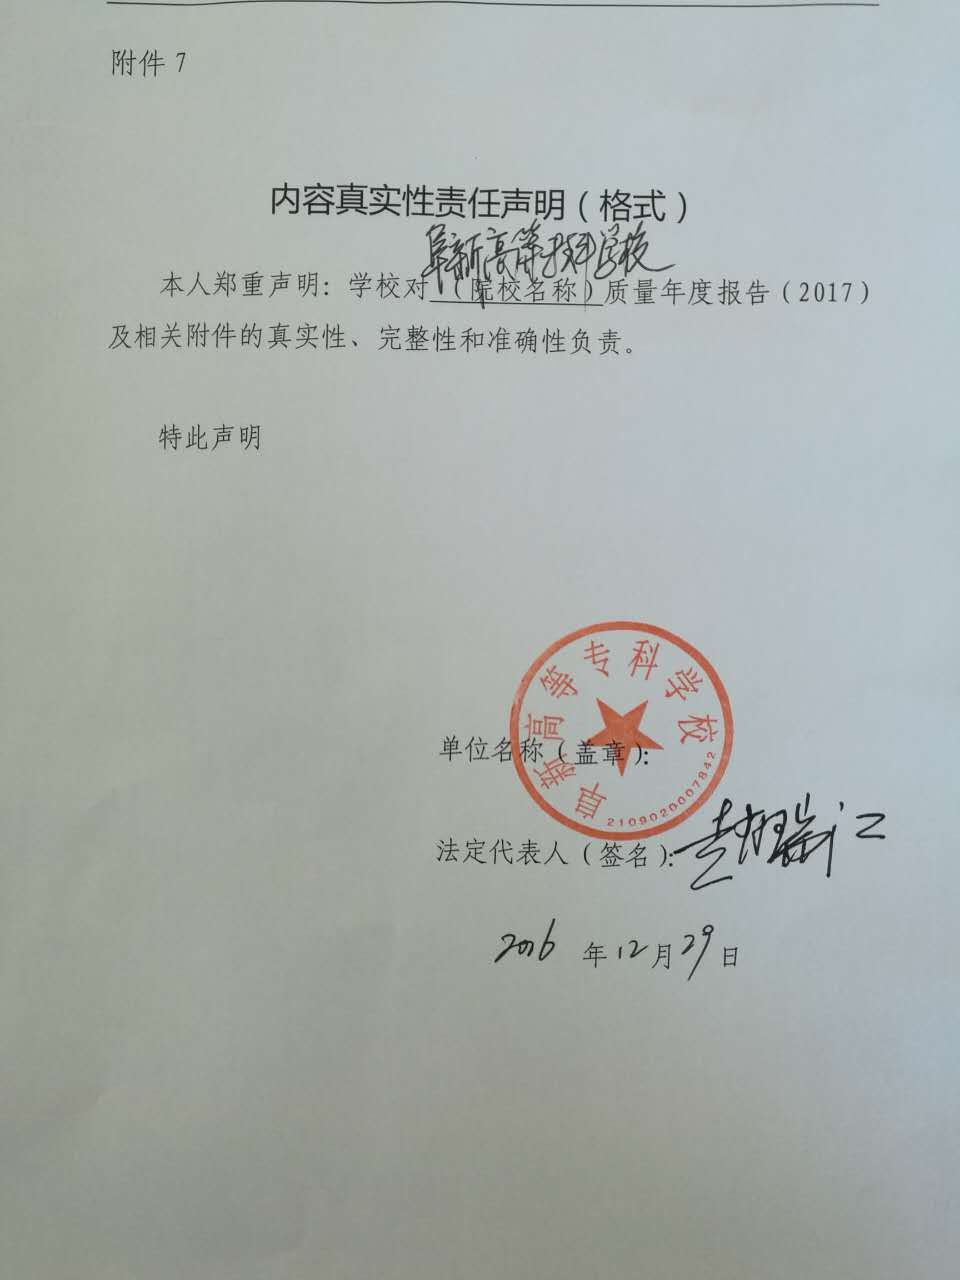 附件 7
内容真实性责任声明（格式）
阜新高等专科学校
本人郑重声明：学校对（院校名称）质量年度报告（2017）
及相关附件的真实性、完整性和准确性负责。
特此声明
阜新高等专科学校
2109020007842
单位名称（盖章）：
法定代表人（签名）：
2016 年 12 月 29 日